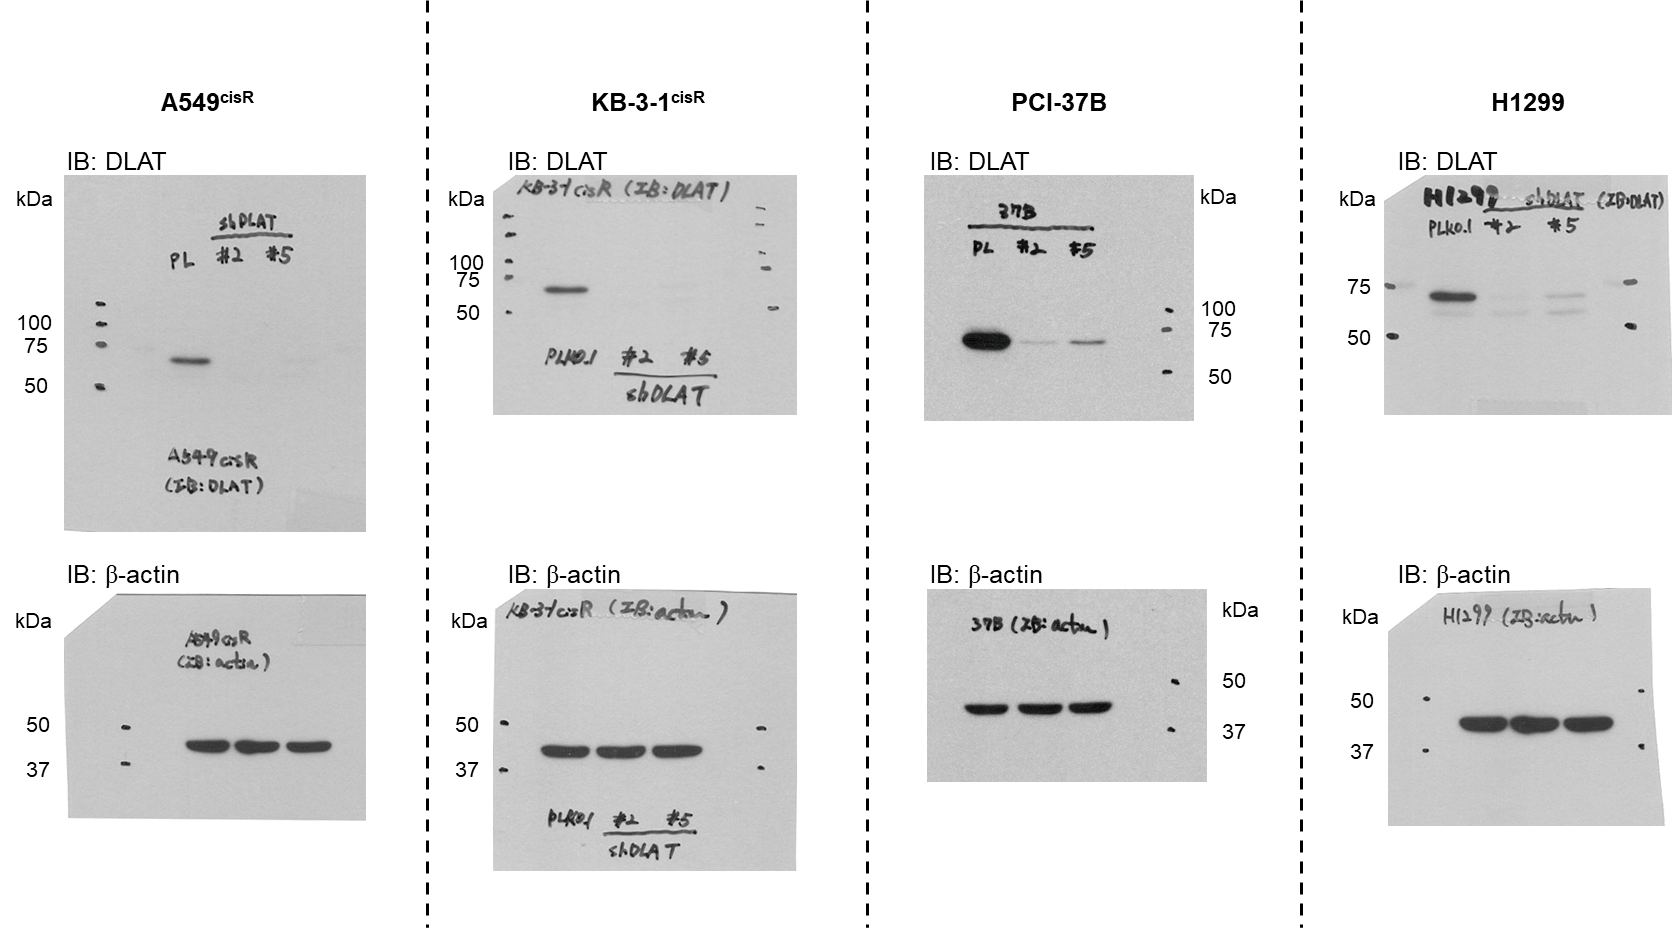 A549cisR
IB: DLAT
kDa
shDLAT
PL #2 #5
100
75
50
A549cisR
(IB:DLAT)
IB: β-actin
kDa
A549cisR
(IB:actin)
50
37
KB-3-1cisR
IB: DLAT
kDa
KB-3-1cisR (IB:DLAT)
100
75
50
PLKO.1 #2 #5
shDLAT
IB: β-actin
kDa
KB-3-1cisR (IB:actin)
50
37
PLKO.1 #2 #5
shDLAT
PCI-37B
IB: DLAT
kDa
37B
PL #2 #5
100
75
50
IB: β-actin
kDa
37B (IB:actin)
50
37
H1299
IB: DLAT
kDa
H1299 shDLAT (IB:DLAT)
PLKO.1 #2 #5
75
50
IB: β-actin
kDa
H1299 (IB:actin)
50
37